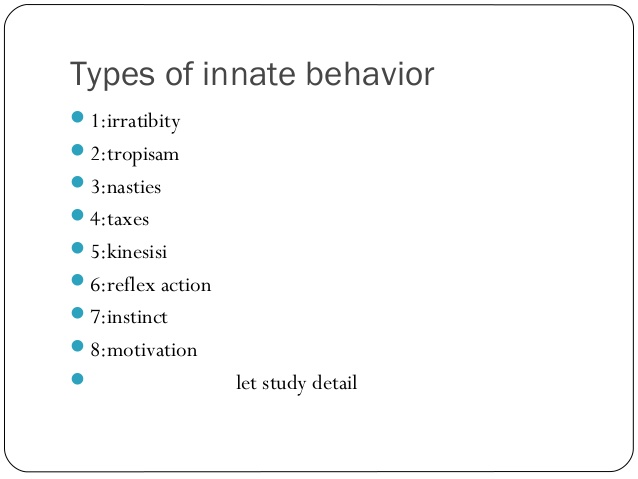 Types of innate behavior
1:irratibity
2:tropisam
3:nasties
4:taxes
5:kinesisi
6:reflex action
7:instinct
8:motivation
let study detail